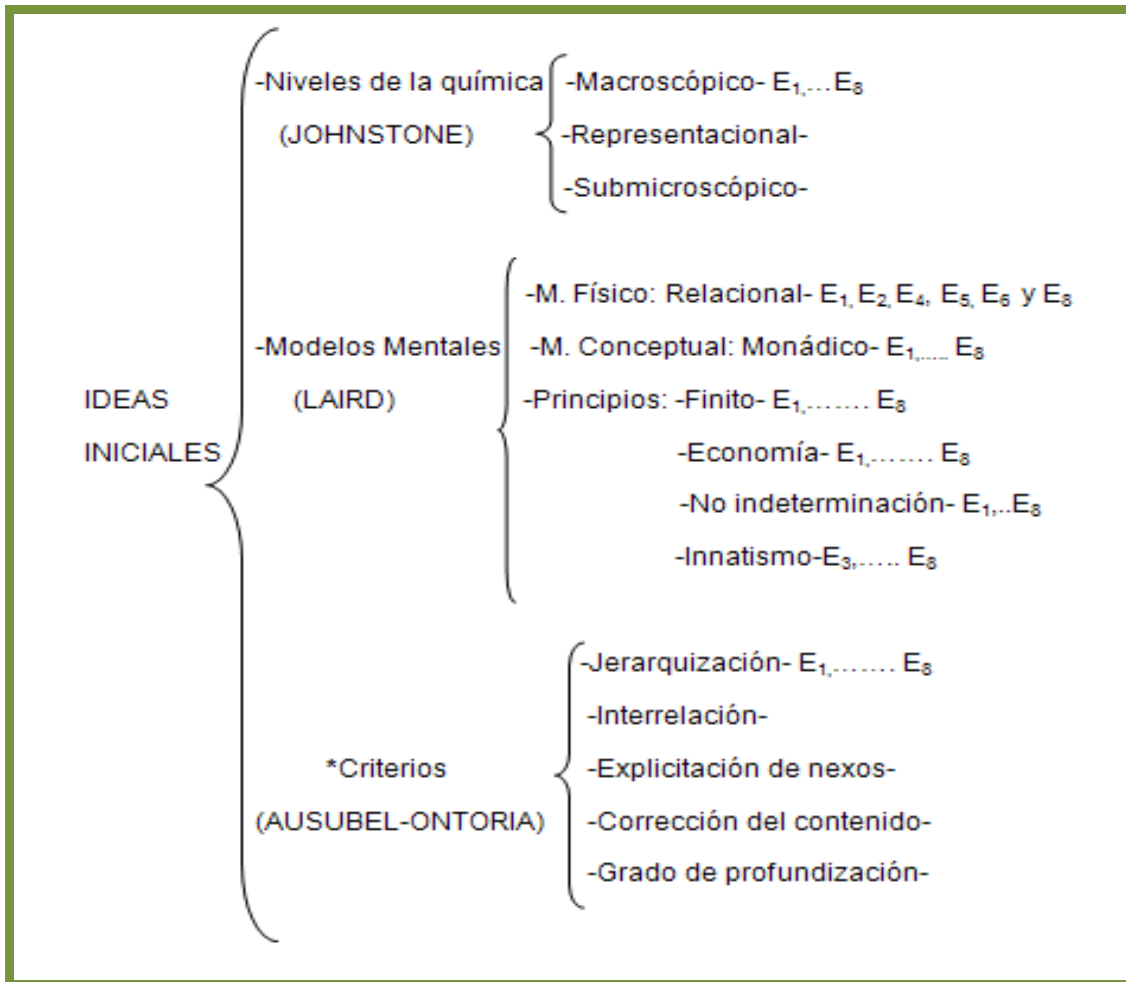 -Niveles de la química
(JOHNSTONE)
-Macroscópico- E₁,...E₈
-Representacional-
-Submicroscópico-
-M. Físico: Relacional- E₁, E₂, E₄, E₅, E₆ y E₈
-Modelos Mentales
(LAIRD)
-M. Conceptual: Monádico- E₁,..... E₈
-Principios: -Finito- E₁,....... E₈
-Economía- E₁,....... E₈
-No indeterminación- E₁,..E₈
-Innatismo-E₃,..... E₈
IDEAS
INICIALES
*Criterios
(AUSUBEL-ONTORIA)
-Jerarquización- E₁,....... E₈
-Interrelación-
-Explicitación de nexos-
-Corrección del contenido-
-Grado de profundización-